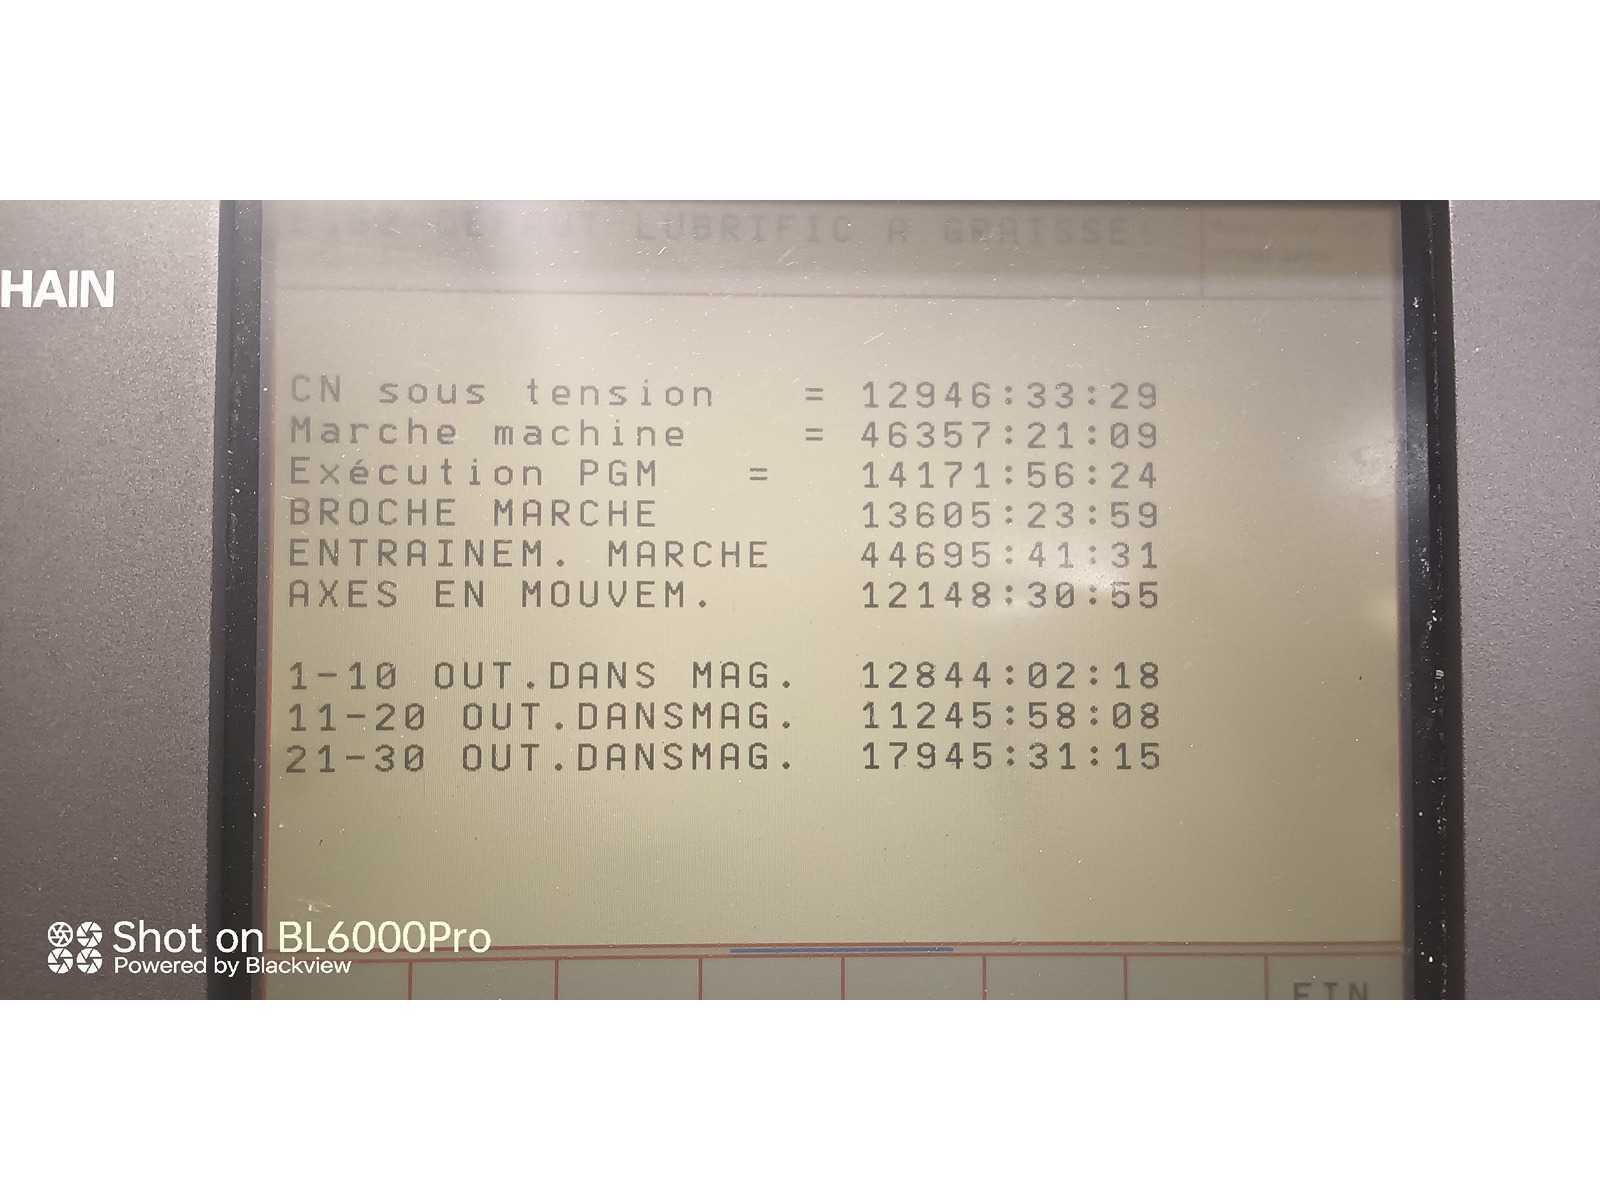 LUBRIFIC A GRAISSE!
HAIN
CN sous tension = 12946:33:29
Marche machine = 46357:21:09
Exécution PGM = 14171:56:24
BROCHE MARCHE 13605:23:59
ENTRAINEM. MARCHE 44695:41:31
AXES EN MOUVEM. 12148:30:55
1-10 OUT.DANS MAG. 12844:02:18
11-20 OUT.DANSMAG. 11245:58:08
21-30 OUT.DANSMAG. 17945:31:15
Shot on BL6000Pro
Powered by Blackview
FIN